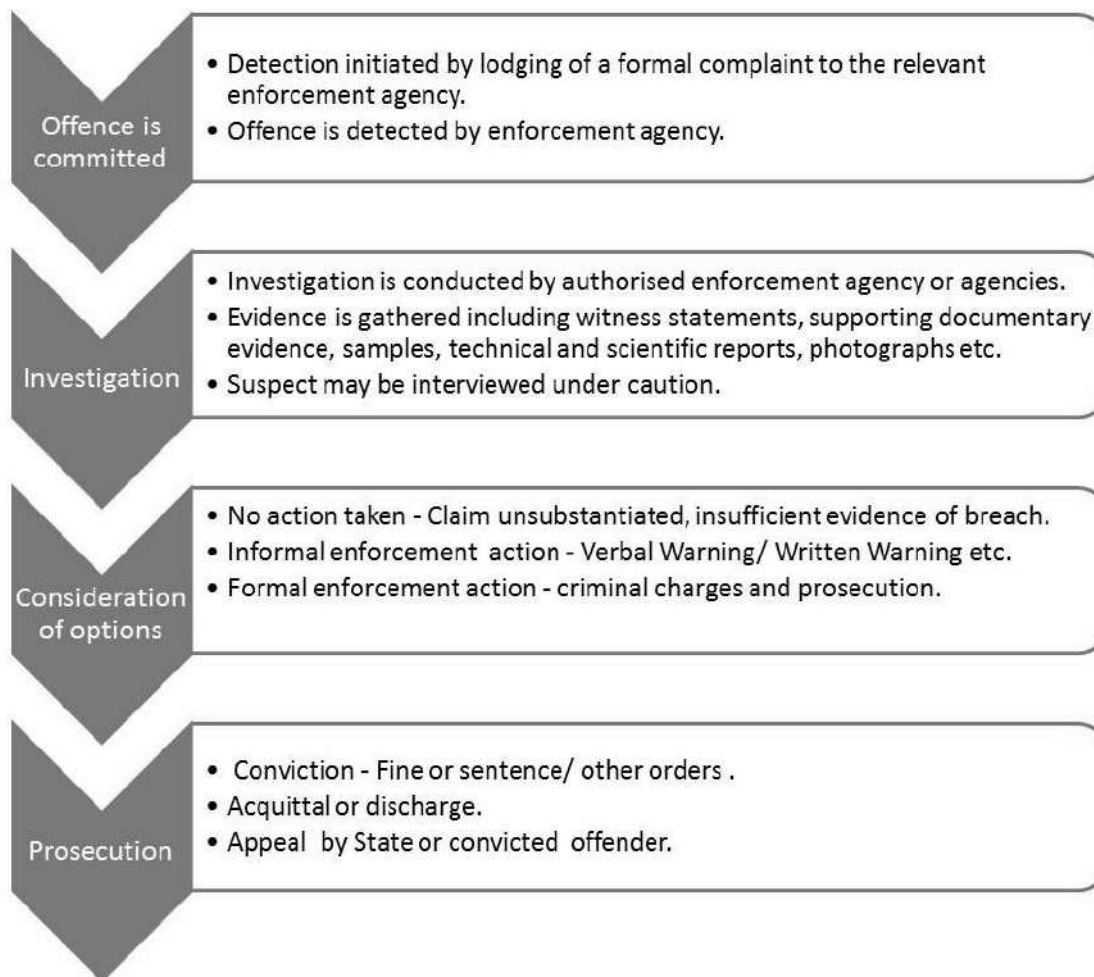 Offence is
committed
• Detection initiated by lodging of a formal complaint to the relevant
enforcement agency.
• Offence is detected by enforcement agency.
Investigation
• Investigation is conducted by authorised enforcement agency or agencies.
• Evidence is gathered including witness statements, supporting documentary
evidence, samples, technical and scientific reports, photographs etc.
• Suspect may be interviewed under caution.
Consideration
of options
• No action taken - Claim unsubstantiated, insufficient evidence of breach.
• Informal enforcement action - Verbal Warning/ Written Warning etc.
• Formal enforcement action - criminal charges and prosecution.
Prosecution
• Conviction - Fine or sentence/ other orders .
• Acquittal or discharge.
• Appeal by State or convicted offender.